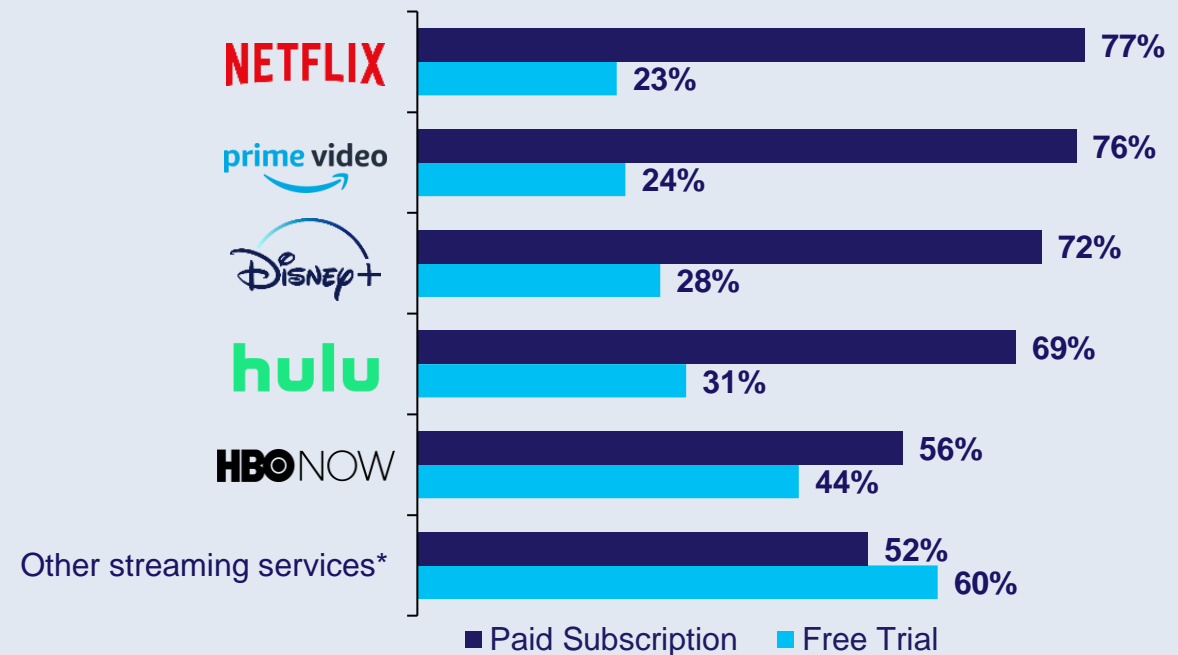 NETFLIX
77%
23%
prime video
76%
24%
Disney+
72%
28%
hulu
69%
31%
HBO NOW
56%
44%
Other streaming services*
52%
60%
Paid Subscription
Free Trial